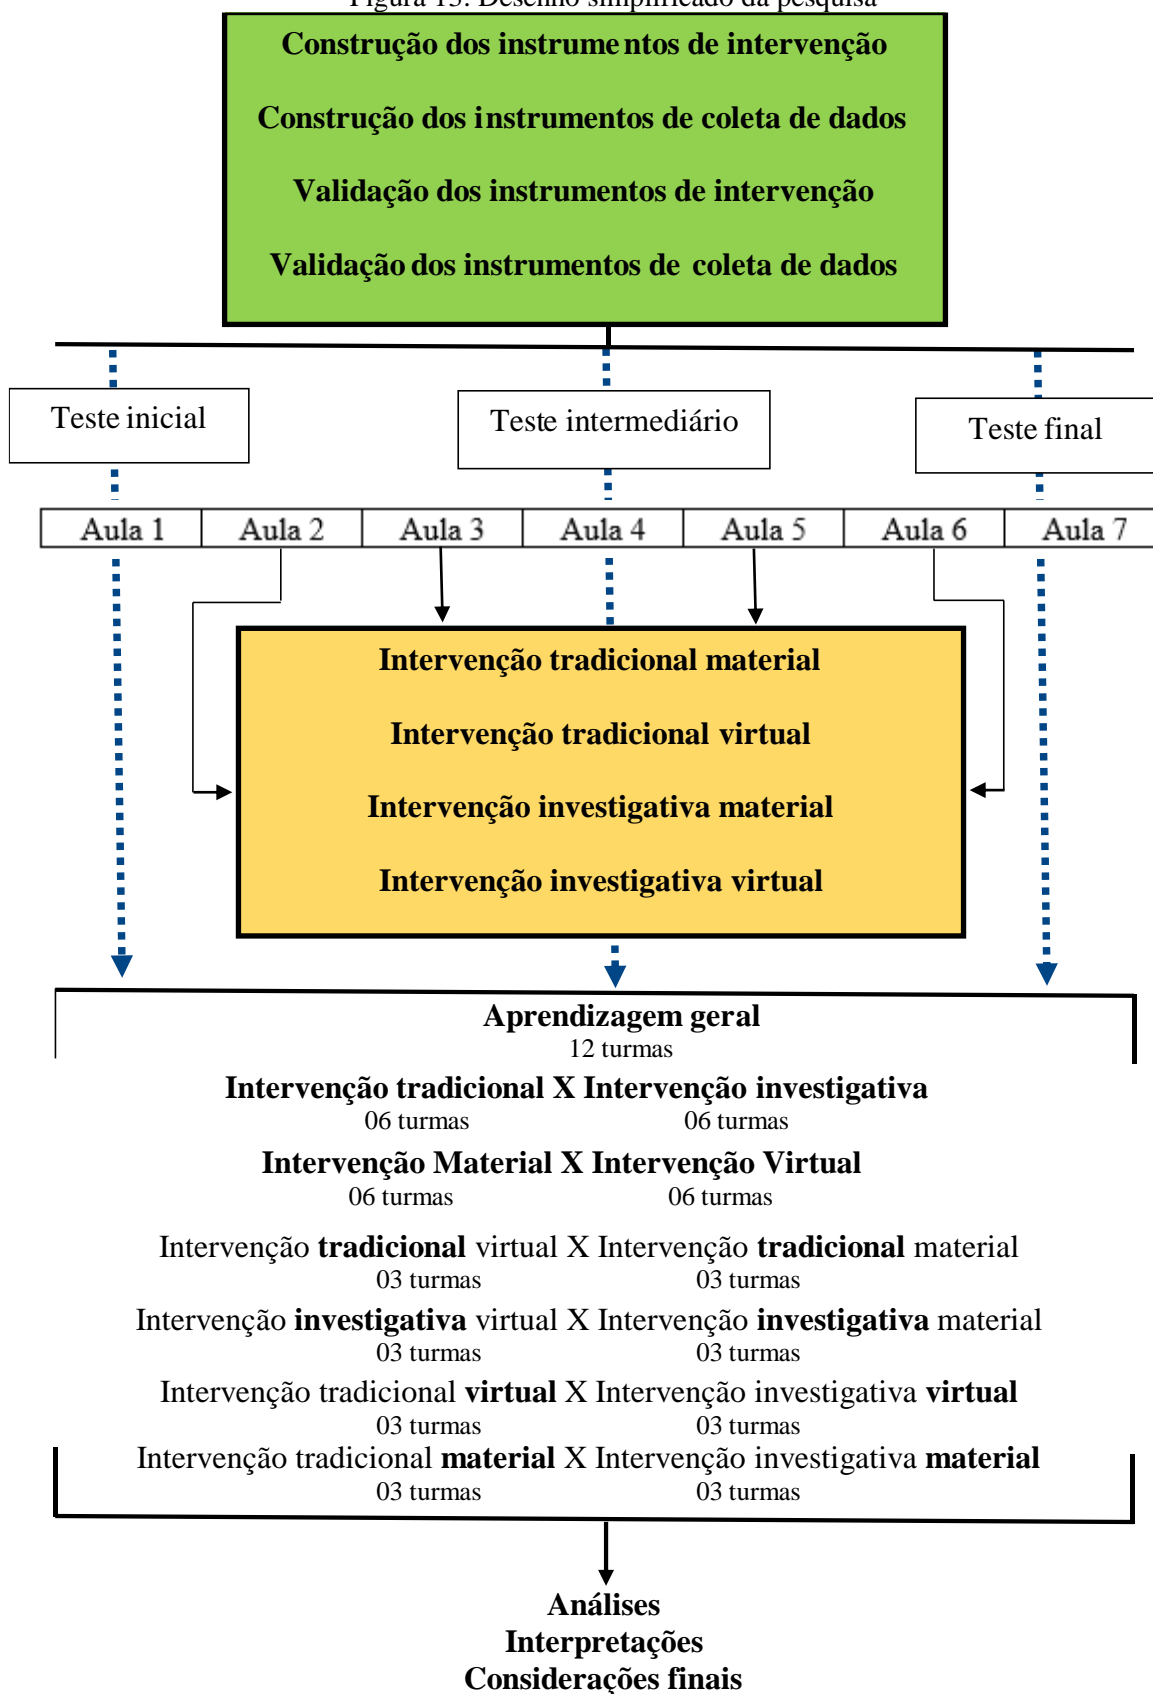 Figura 13: Desenho simplificado da pesquisa
Construção dos instrumentos de intervenção
Construção dos instrumentos de coleta de dados
Validação dos instrumentos de intervenção
Validação dos instrumentos de coleta de dados
Teste inicial
Teste intermediário
Teste final
Aula 1 Aula 2 Aula 3 Aula 4 Aula 5 Aula 6 Aula 7
Intervenção tradicional material
Intervenção tradicional virtual
Intervenção investigativa material
Intervenção investigativa virtual
Aprendizagem geral
12 turmas
Intervenção tradicional X Intervenção investigativa
06 turmas 06 turmas
Intervenção Material X Intervenção Virtual
06 turmas 06 turmas
Intervenção tradicional virtual X Intervenção tradicional material
03 turmas 03 turmas
Intervenção investigativa virtual X Intervenção investigativa material
03 turmas 03 turmas
Intervenção tradicional virtual X Intervenção investigativa virtual
03 turmas 03 turmas
Intervenção tradicional material X Intervenção investigativa material
03 turmas 03 turmas
Análises
Interpretações
Considerações finais